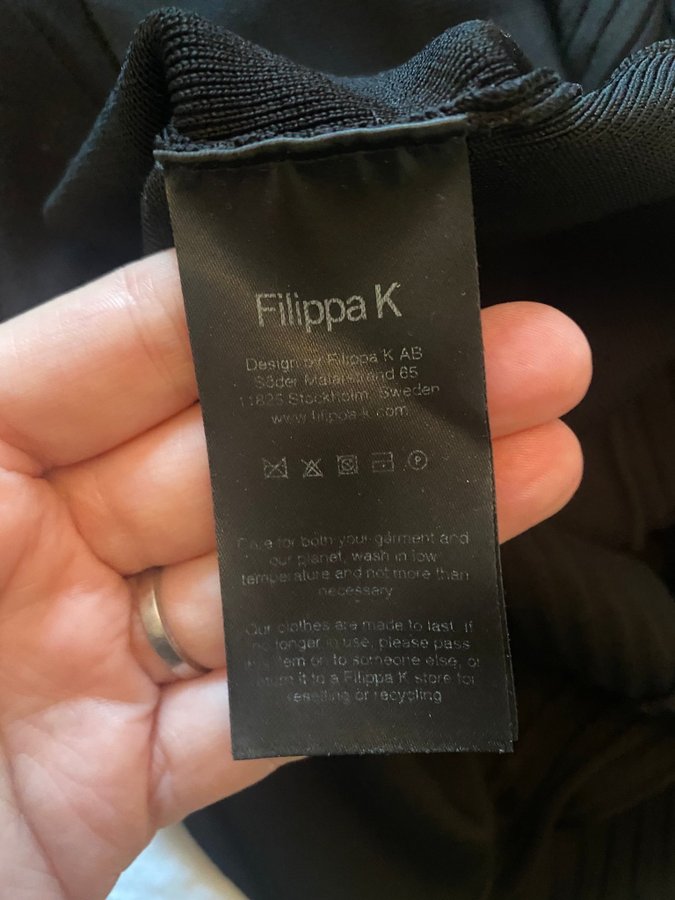 Filippa K
Design by Filippa K AB
Söder Mälarstrand 65
11825 Stockholm, Sweden
www.filippa-k.com
P
Care for both your garment and
our planet, wash in low
temperature and not more than
necessary
Our clothes are made to last. If
no longer in use, please pass
this item on to someone else, or
return it to a Filippa K store for
reselling or recycling